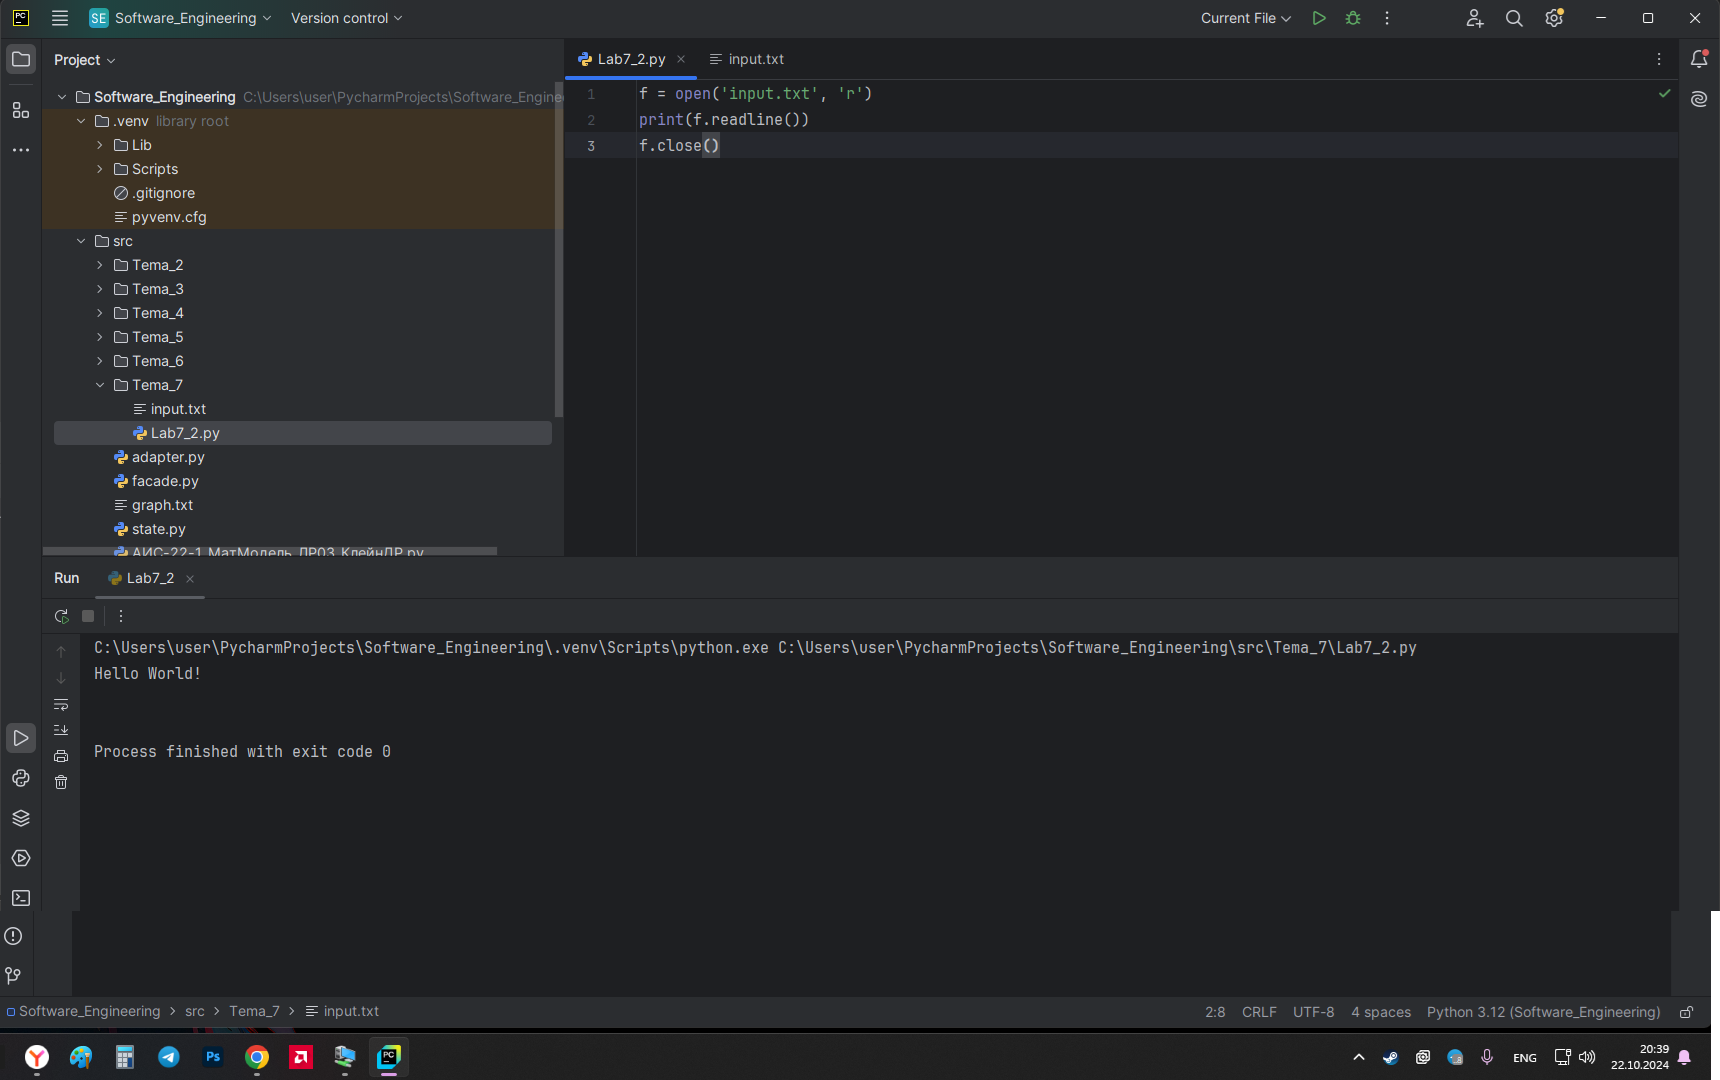 PC
SE Software_Engineering Version control Current File
Project
Lab7_2.py input.txt
Software_Engineering C:\Users\user\PycharmProjects\Software_Engine
.venv library root
Lib
Scripts
.gitignore
pyvenv.cfg
src
Tema_2
Tema_3
Tema_4
Tema_5
Tema_6
Tema_7
input.txt
Lab7_2.py
adapter.py
facade.py
graph.txt
state.py
АИС-22-1_МатМодель_ЛР03_КлейнДР.py
1 f = open('input.txt', 'r')
2 print(f.readline())
3 f.close()
Run Lab7_2
C:\Users\user\PycharmProjects\Software_Engineering\.venv\Scripts\python.exe C:\Users\user\PycharmProjects\Software_Engineering\src\Tema_7\Lab7_2.py
Hello World!
Process finished with exit code 0
Software_Engineering > src > Tema_7 > input.txt 2:8 CRLF UTF-8 4 spaces Python 3.12 (Software_Engineering)
Ps PC ENG 20:39
22.10.2024